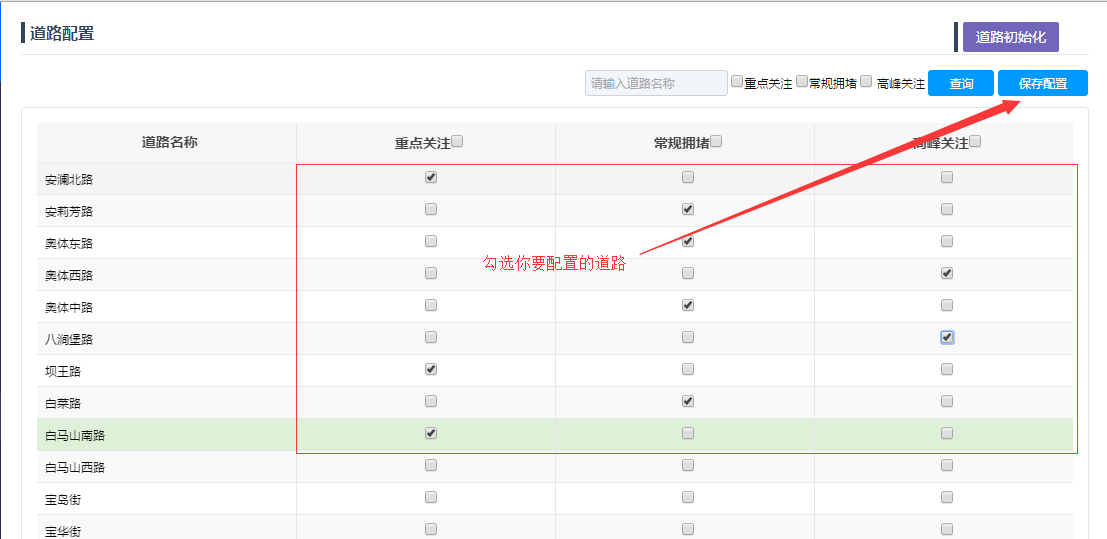 道路配置
道路初始化
请输入道路名称 重点关注 常规拥堵 高峰关注 查询 保存配置
道路名称 重点关注 常规拥堵 高峰关注
安澜北路
安莉芳路
奥体东路
勾选你要配置的道路
奥体西路
奥体中路
八涧堡路
坝王路
白菜路
白马山南路
白马山西路
宝岛街
宝华街